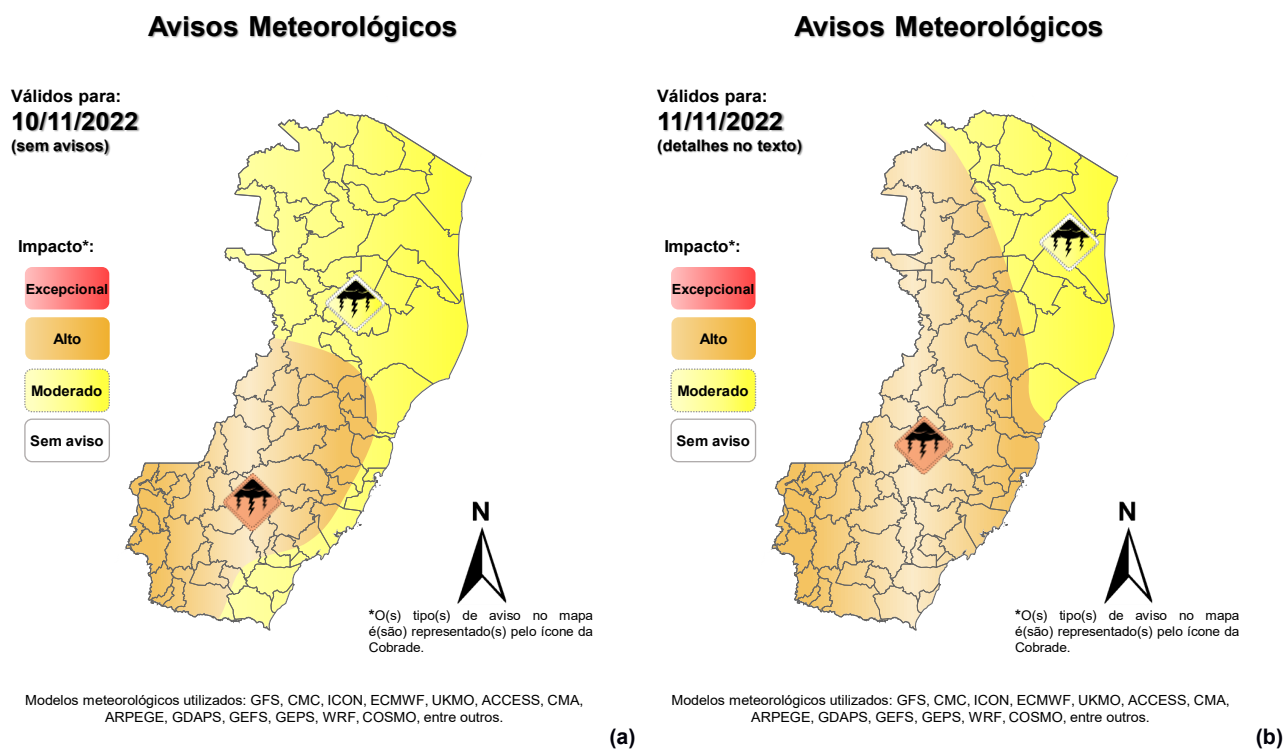 Avisos Meteorológicos
Válidos para:
10/11/2022
(sem avisos)
Impacto*:
Excepcional
Alto
Moderado
Sem aviso
N
*O(s) tipo(s) de aviso no mapa
é(são) representado(s) pelo ícone da
Cobrade.
Modelos meteorológicos utilizados: GFS, CMC, ICON, ECMWF, UKMO, ACCESS, CMA,
ARPEGE, GDAPS, GEFS, GEPS, WRF, COSMO, entre outros.
(a)
Avisos Meteorológicos
Válidos para:
11/11/2022
(detalhes no texto)
Impacto*:
Excepcional
Alto
Moderado
Sem aviso
N
*O(s) tipo(s) de aviso no mapa
é(são) representado(s) pelo ícone da
Cobrade.
Modelos meteorológicos utilizados: GFS, CMC, ICON, ECMWF, UKMO, ACCESS, CMA,
ARPEGE, GDAPS, GEFS, GEPS, WRF, COSMO, entre outros.
(b)